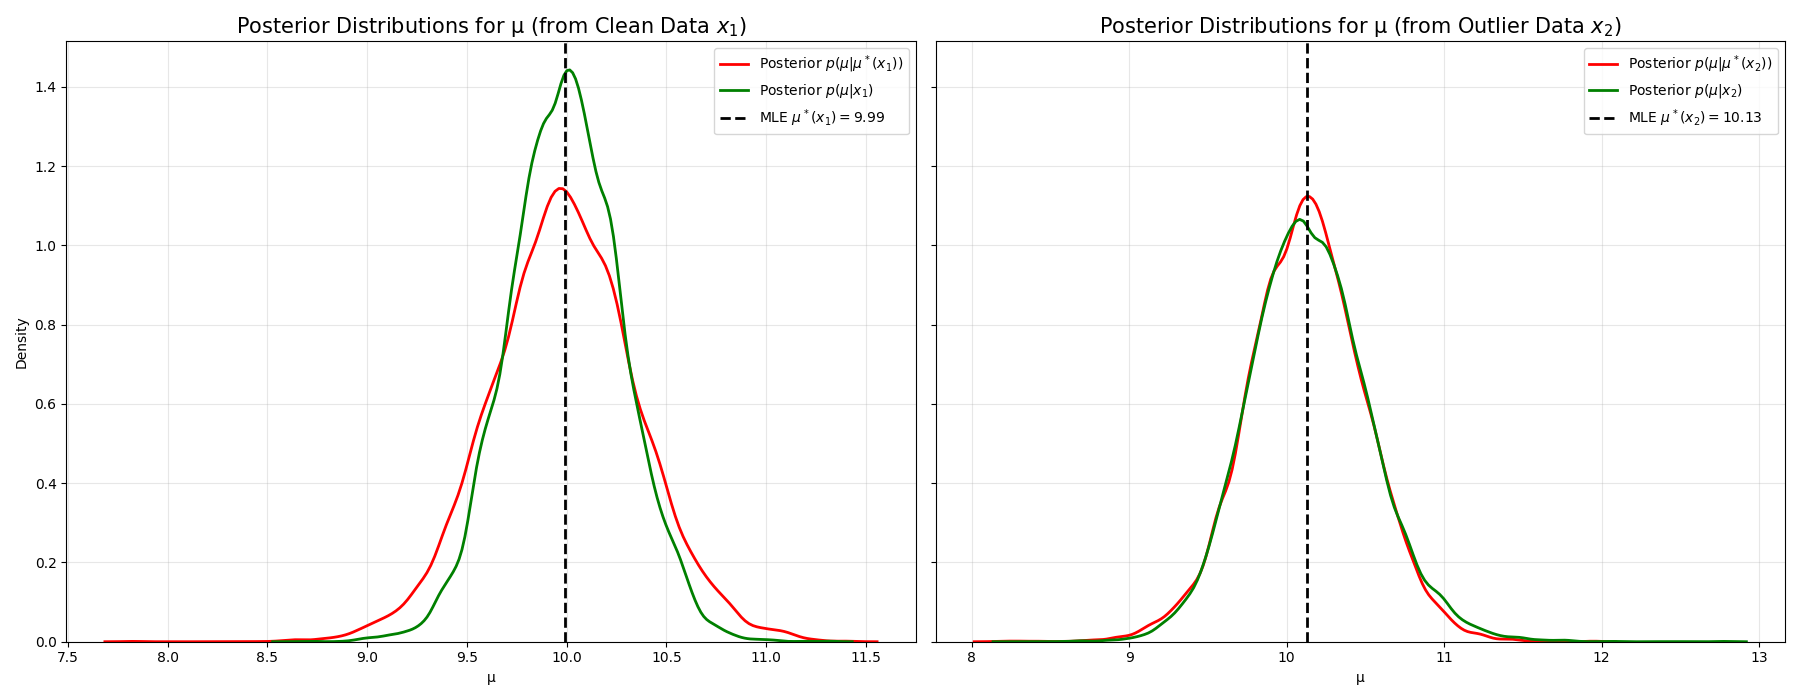 Posterior Distributions for μ (from Clean Data x₁)
Posterior p(μ|μ*(x₁))
Posterior p(μ|x₁)
MLE μ*(x₁) = 9.99
Density
1.4
1.2
1.0
0.8
0.6
0.4
0.2
0.0
7.5 8.0 8.5 9.0 9.5 10.0 10.5 11.0 11.5
μ
Posterior Distributions for μ (from Outlier Data x₂)
Posterior p(μ|μ*(x₂))
Posterior p(μ|x₂)
MLE μ*(x₂) = 10.13
8 9 10 11 12 13
μ